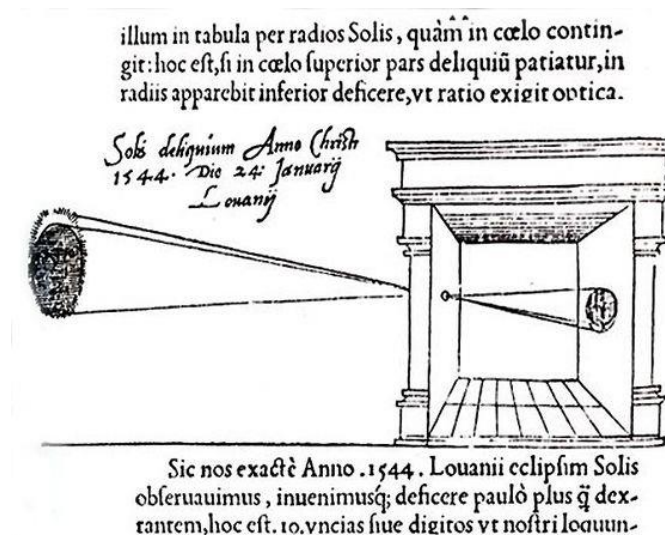 illum in tabula per radios Solis, quàm in cœlo contin-
git: hoc eſt, ſi in cœlo ſuperior pars deliquiũ patiatur, in
radiis apparebit inferior deficere, vt ratio exigit optica.
Solis deliquium Anno Chriſti
1544. Die 24: Januarij
Louanij
Sic nos exactè Anno .1544. Louanii eclipſim Solis
obſeruauimus, inuenimusq; deficere paulò plus q̃ dex-
tantem, hoc eſt. 10. vncias ſiue digitos vt noſtri loquun-